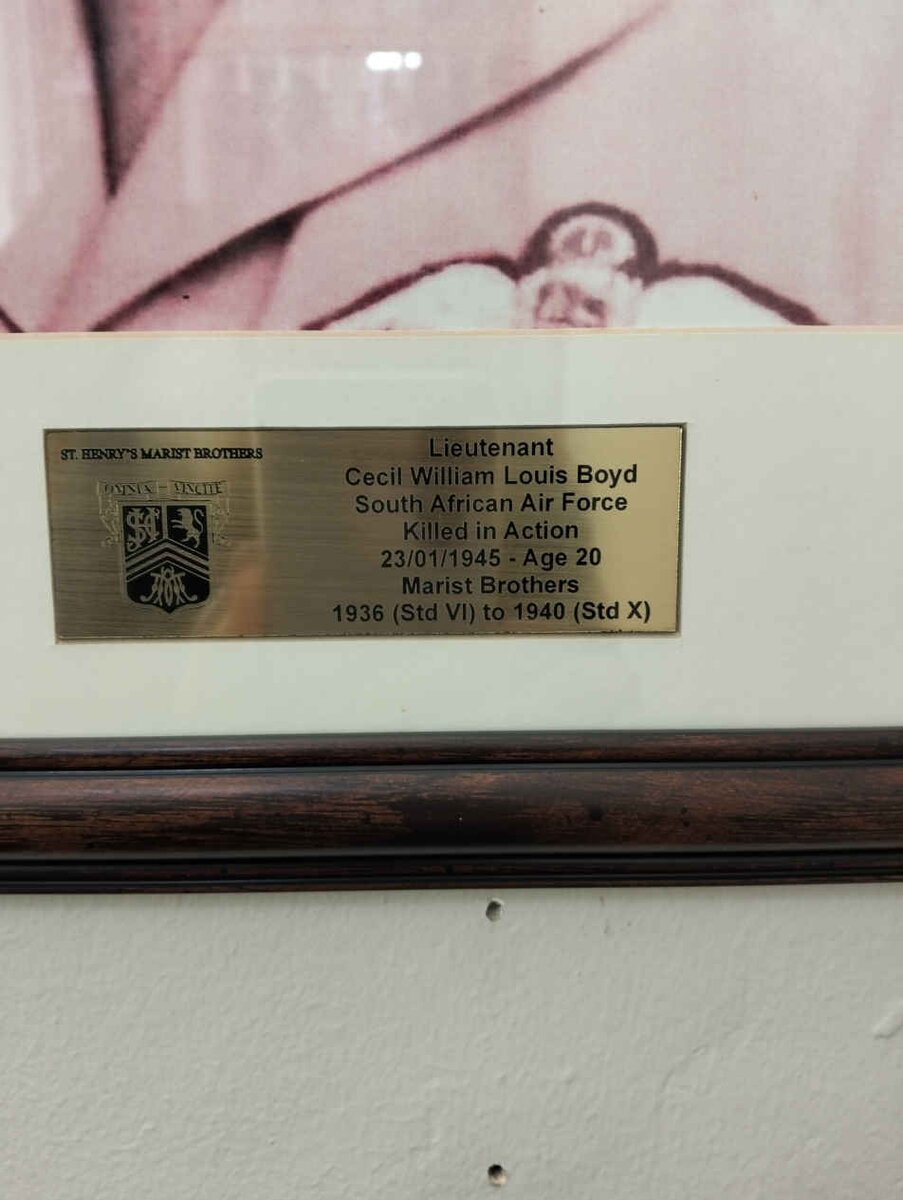 ST. HENRY'S MARIST BROTHERS
VINCITE
Lieutenant
Cecil William Louis Boyd
South African Air Force
Killed in Action
23/01/1945 - Age 20
Marist Brothers
1936 (Std VI) to 1940 (Std X)